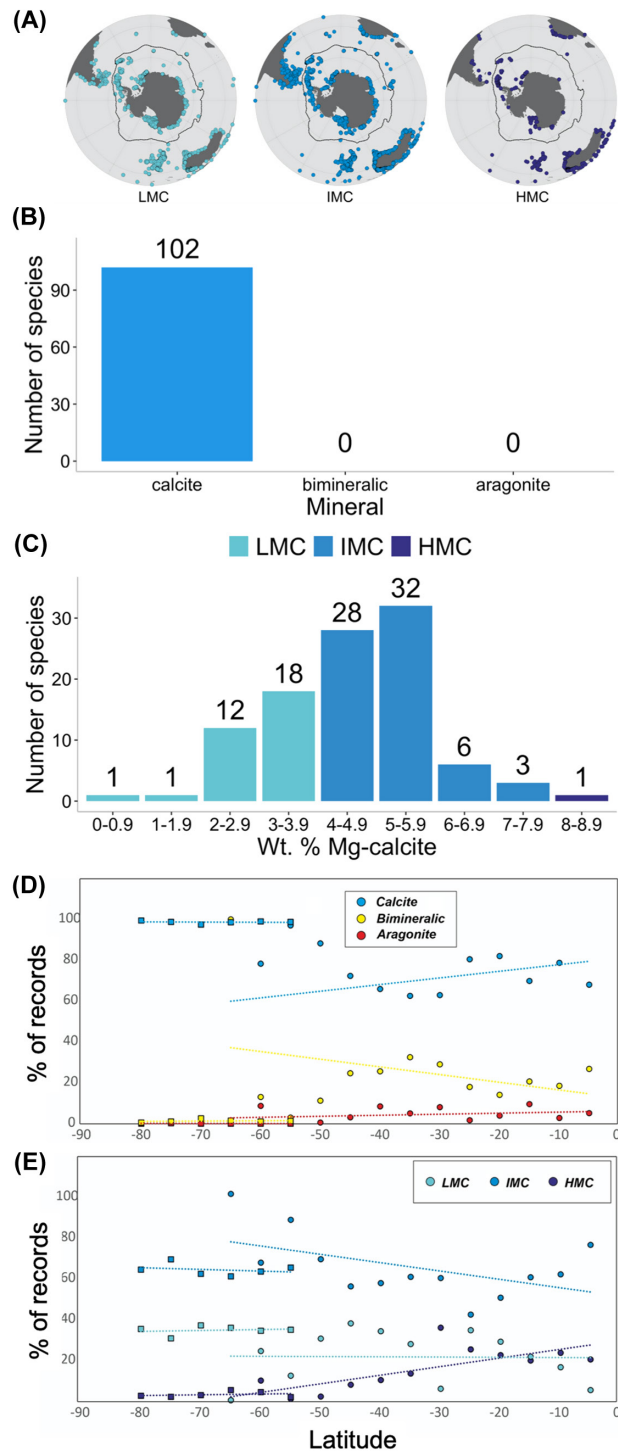 (A)
LMC IMC HMC
(B)
Number of species
90
60
30
0
102 0 0
calcite bimineralic aragonite
Mineral
(C)
LMC IMC HMC
Number of species
30
20
10
0
1 1 12 18 28 32 6 3 1
0-0.9 1-1.9 2-2.9 3-3.9 4-4.9 5-5.9 6-6.9 7-7.9 8-8.9
Wt. % Mg-calcite
(D)
Calcite
Bimineralic
Aragonite
% of records
100
80
60
40
20
0
-90 -80 -70 -60 -50 -40 -30 -20 -10 0
(E)
LMC IMC HMC
% of records
100
80
60
40
20
-90 -80 -70 -60 -50 -40 -30 -20 -10 0
Latitude